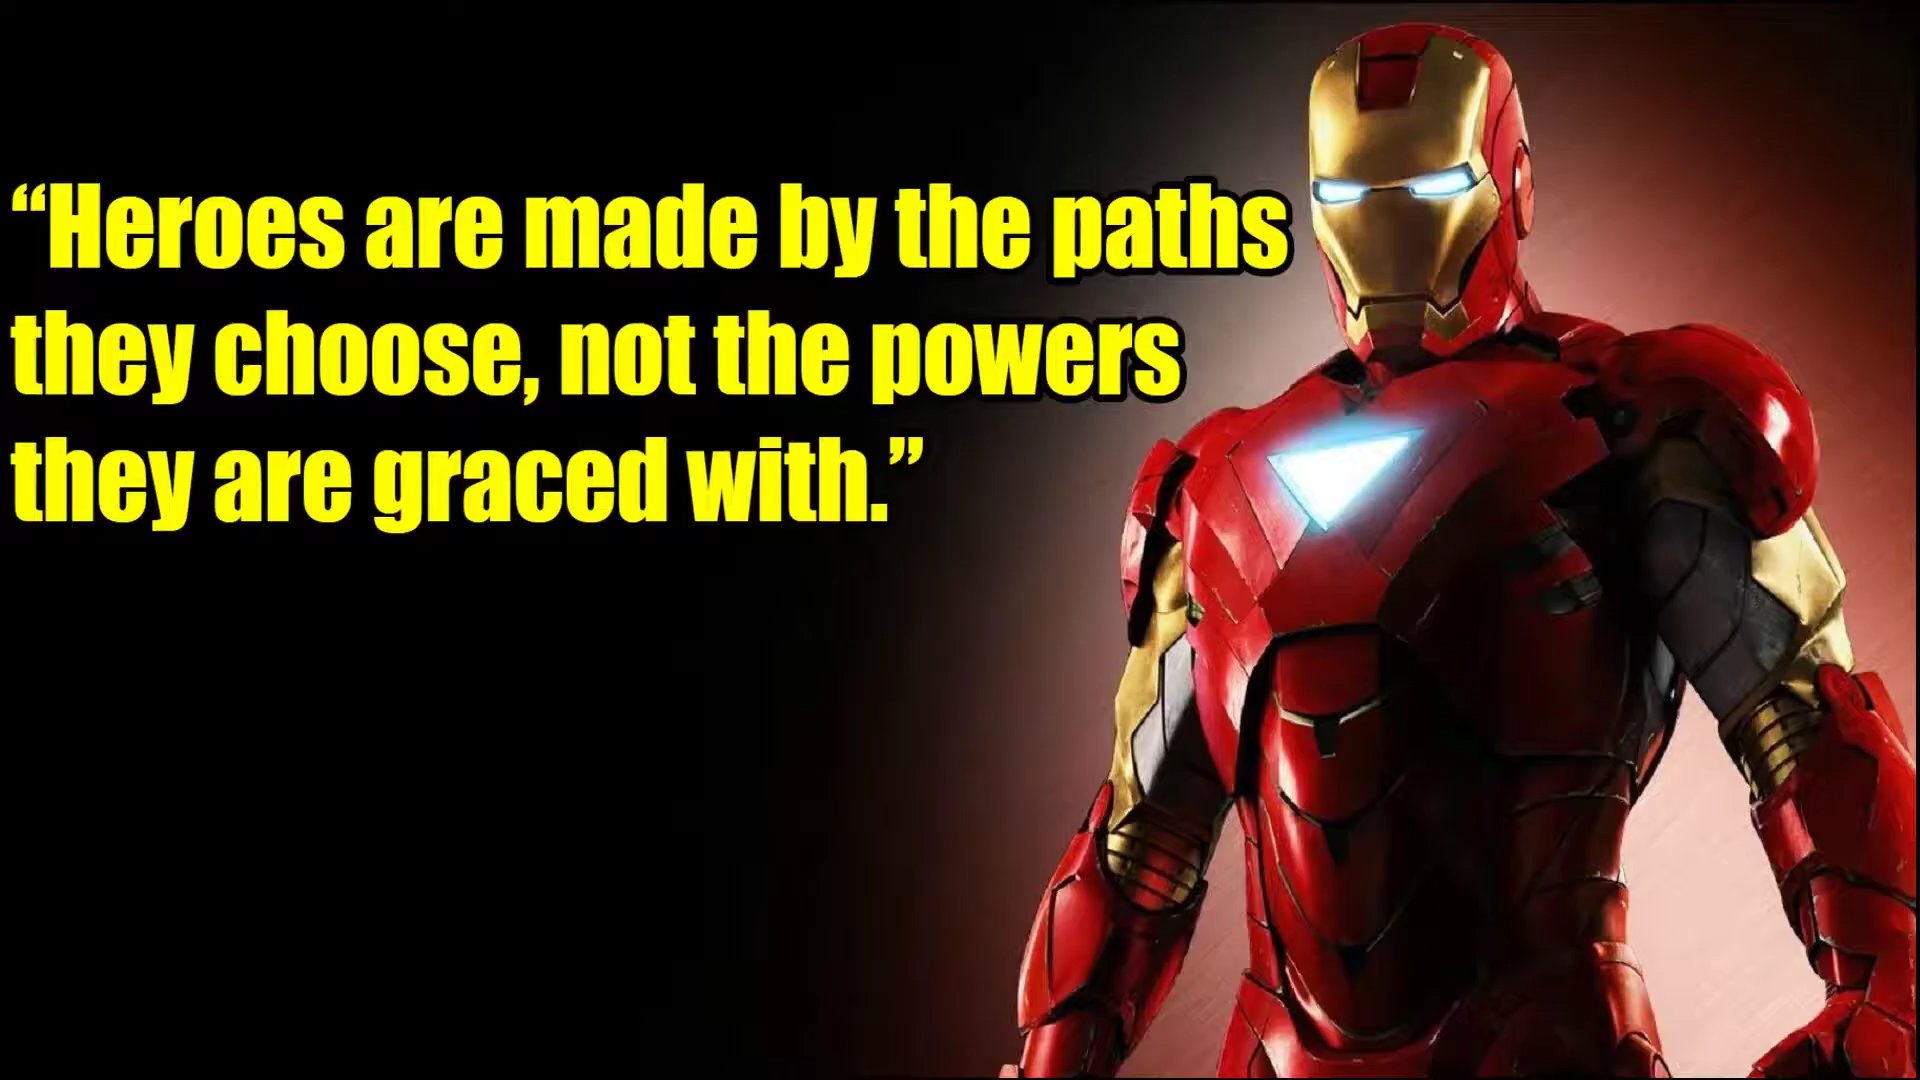 “Heroes are made by the paths
they choose, not the powers
they are graced with.”